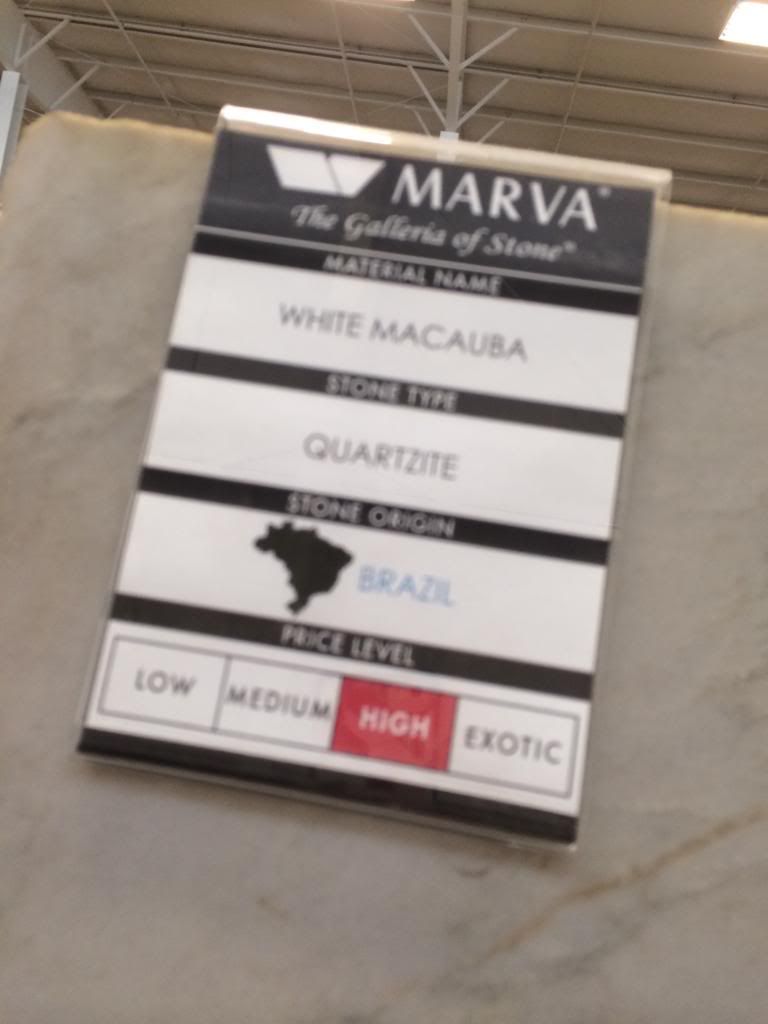 MARVA®
The Galleria of Stone®
MATERIAL NAME
WHITE MACAUBA
STONE TYPE
QUARTZITE
STONE ORIGIN
BRAZIL
PRICE LEVEL
LOW MEDIUM HIGH EXOTIC